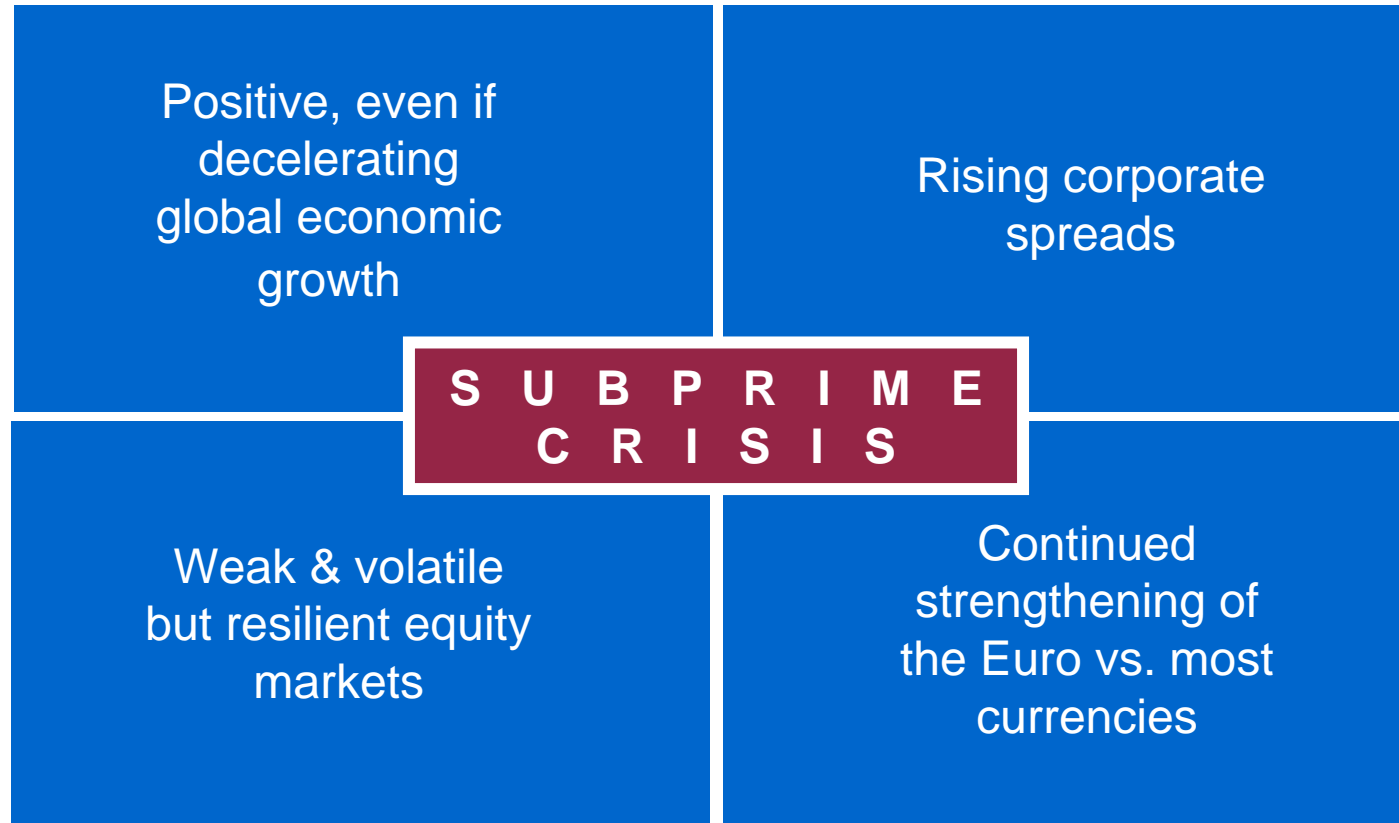 Positive, even if
decelerating
global economic
growth
Rising corporate
spreads
S U B P R I M E
C R I S I S
Weak & volatile
but resilient equity
markets
Continued
strengthening of
the Euro vs. most
currencies